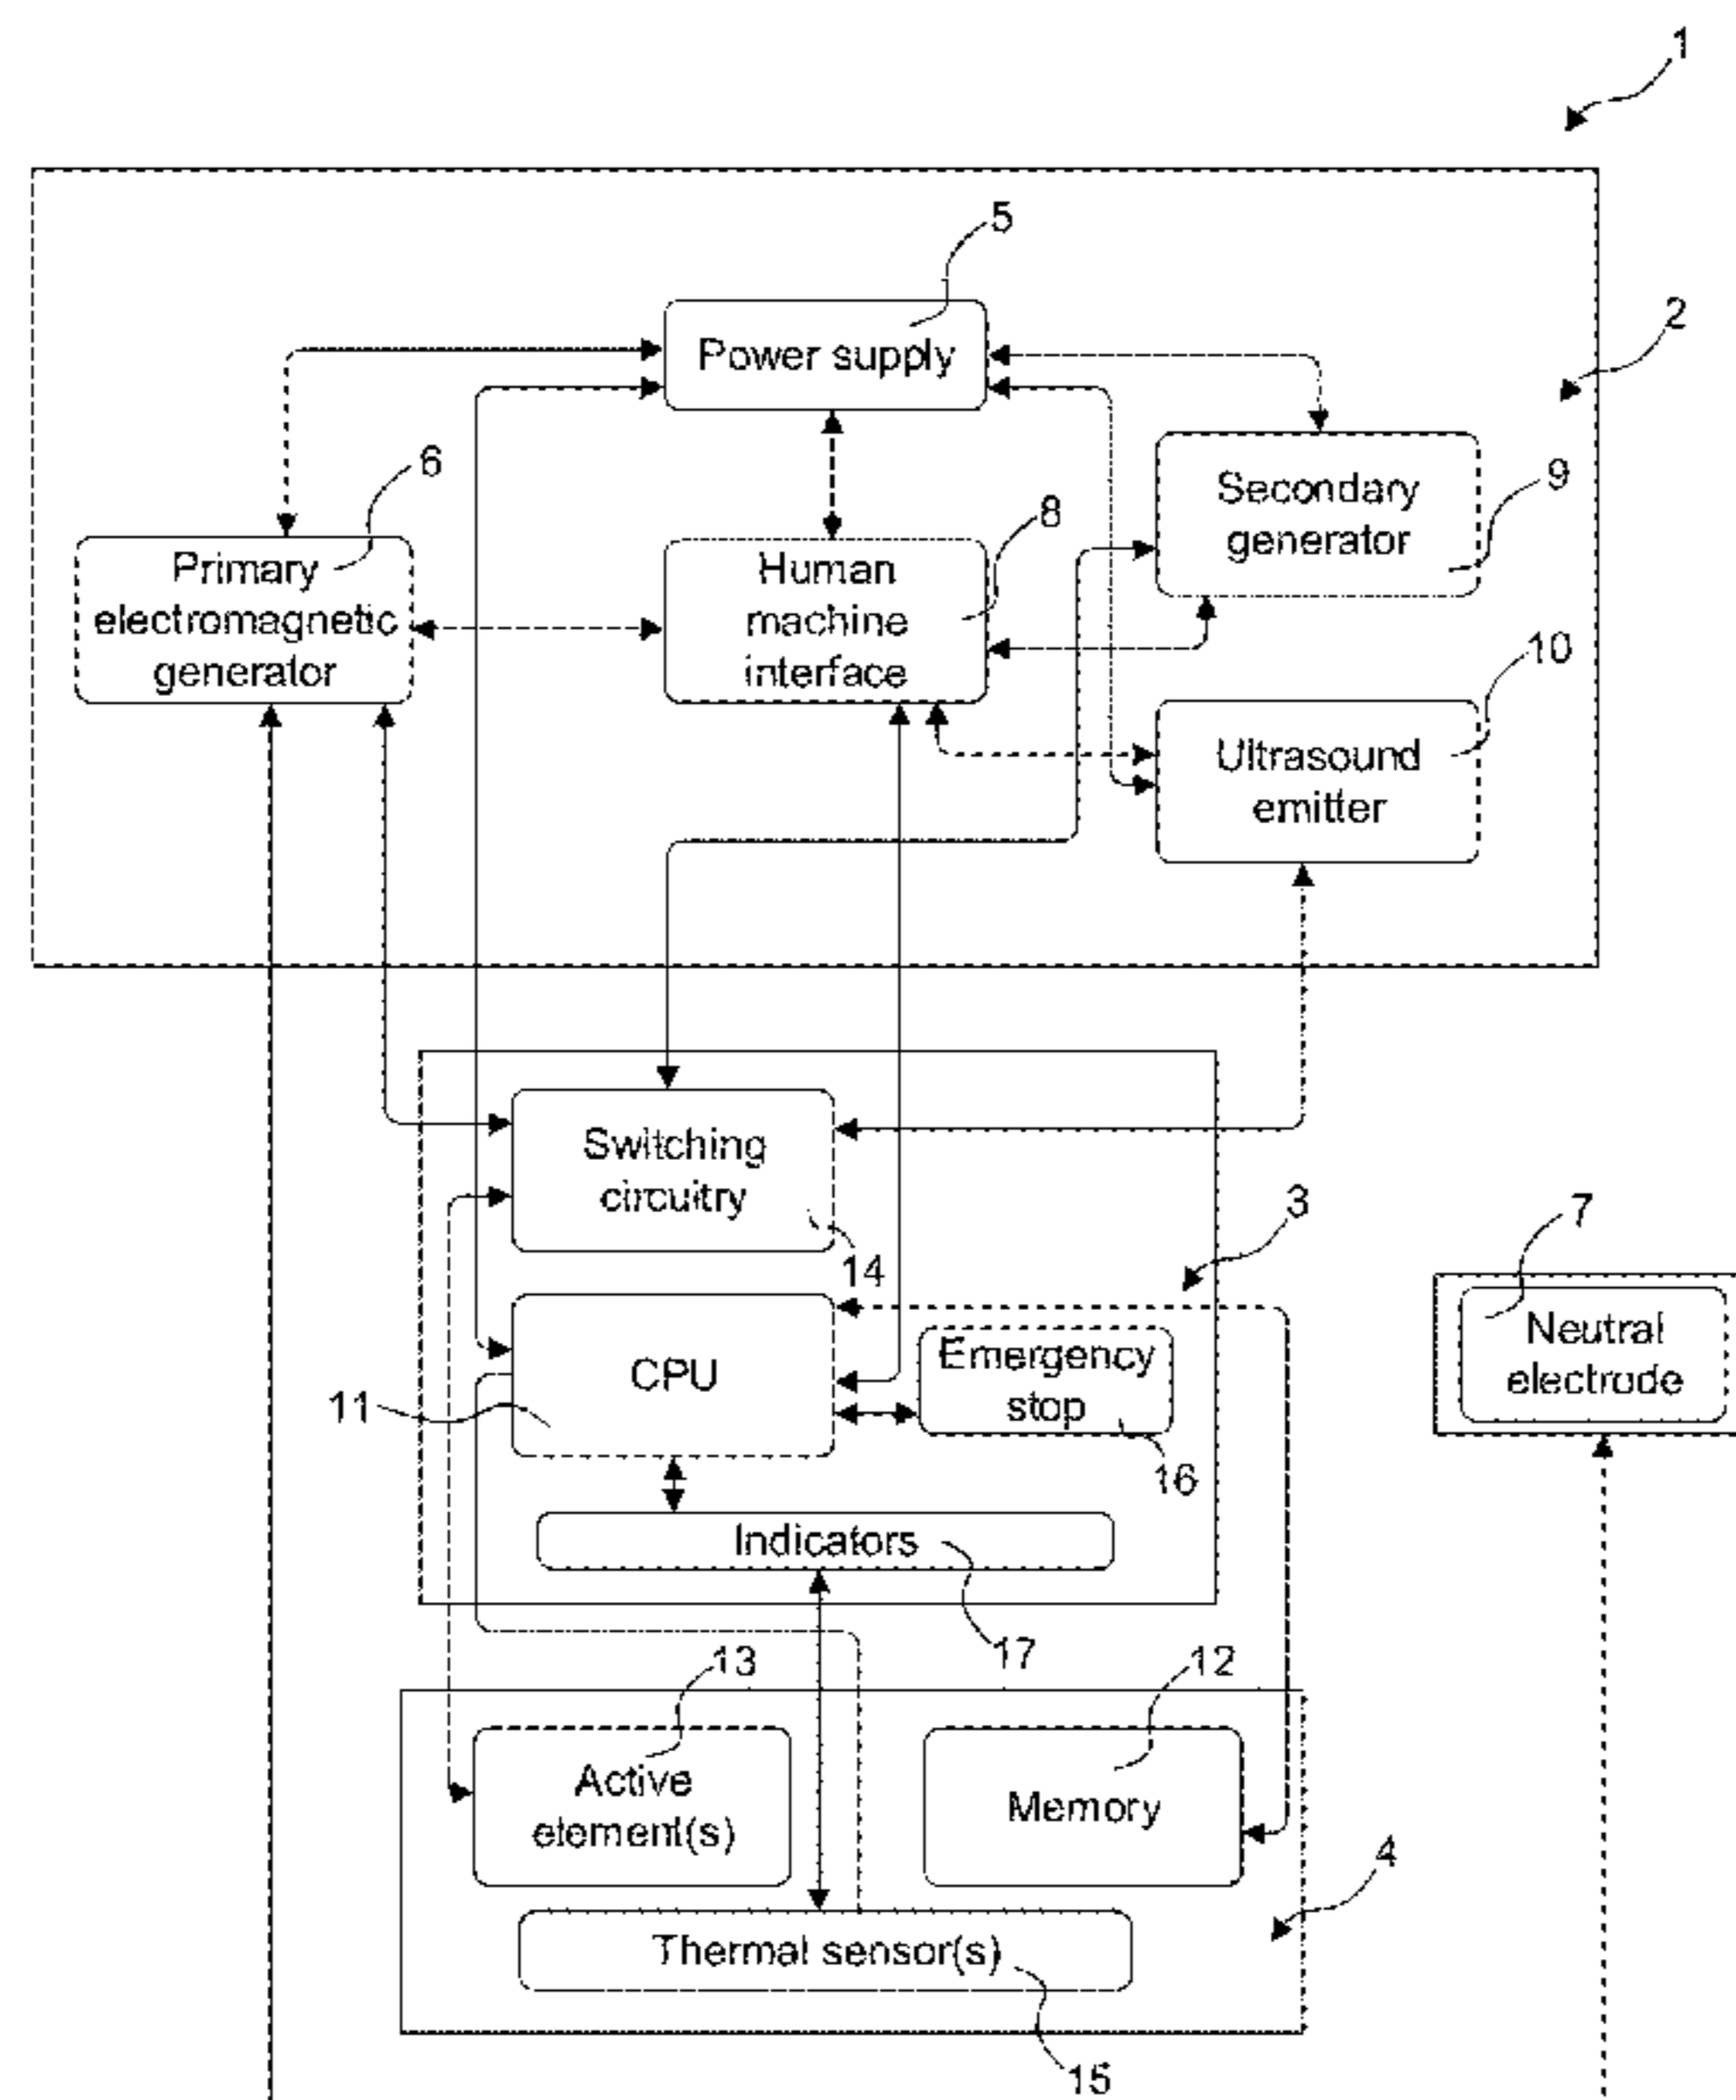 1
5
Power supply
2
6
Secondary
generator
9
8
Primary
electromagnetic
generator
Human
machine
interface
10
Ultrasound
emitter
Switching
circuitry
14
3
7
Neutral
electrode
CPU
11
Emergency
stop
16
Indicators
17
13
12
Active
element(s)
Memory
4
Thermal sensor(s)
15